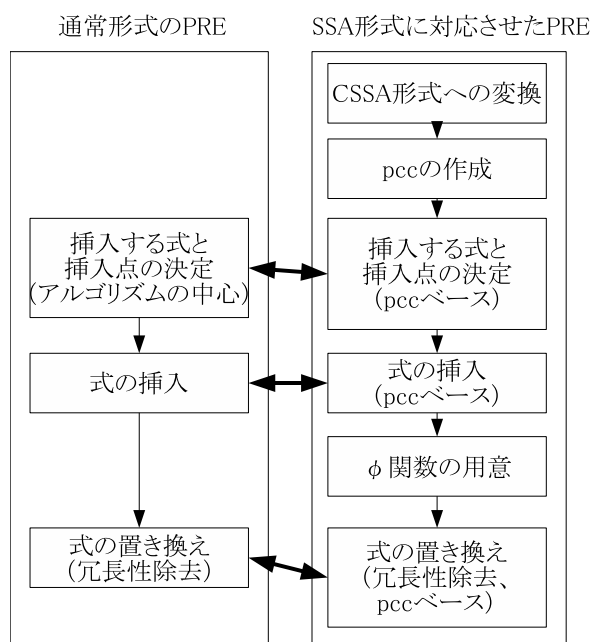 通常形式のPRE
挿入する式と
挿入点の決定
(アルゴリズムの中心)
式の挿入
式の置き換え
(冗長性除去)
SSA形式に対応させたPRE
CSSA形式への変換
pccの作成
挿入する式と
挿入点の決定
(pccベース)
式の挿入
(pccベース)
φ関数の用意
式の置き換え
(冗長性除去、
pccベース)